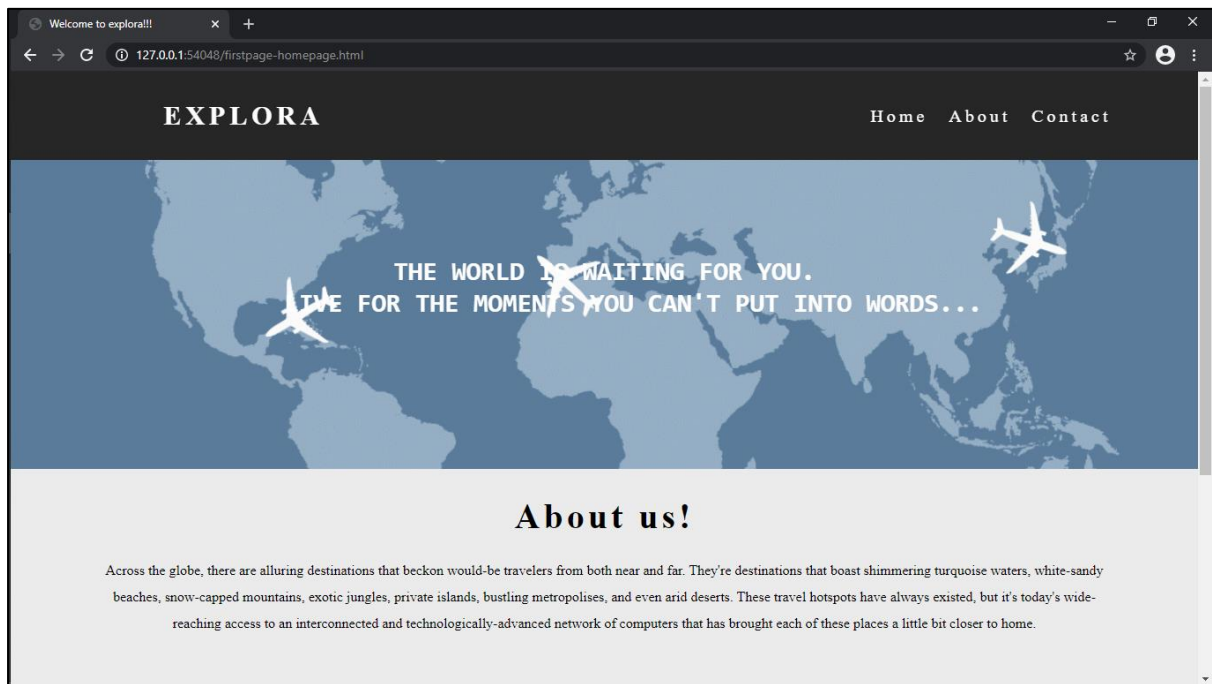 Welcome to explora!!!
127.0.0.1:54048/firstpage-homepage.html
EXPLORA
Home About Contact
THE WORLD IS WAITING FOR YOU.
FOR THE MOMENTS YOU CAN'T PUT INTO WORDS...
About us!
Across the globe, there are alluring destinations that beckon would-be travelers from both near and far. They're destinations that boast shimmering turquoise waters, white-sandy
beaches, snow-capped mountains, exotic jungles, private islands, bustling metropolises, and even arid deserts. These travel hotspots have always existed, but it's today's wide-
reaching access to an interconnected and technologically-advanced network of computers that has brought each of these places a little bit closer to home.